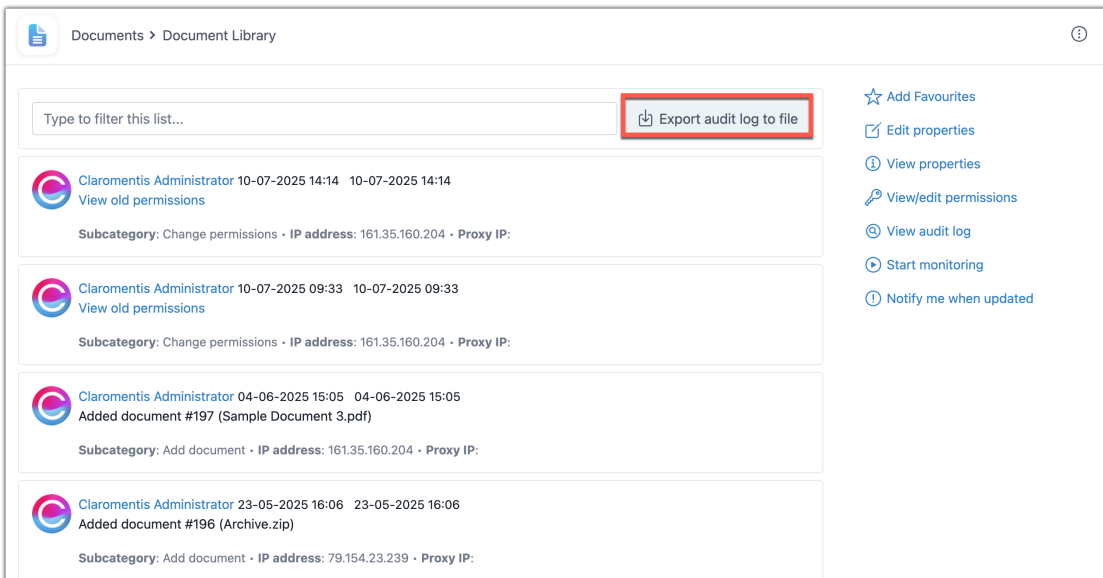 Documents > Document Library
Type to filter this list...
Export audit log to file
Claromentis Administrator 10-07-2025 14:14 10-07-2025 14:14
View old permissions
Subcategory: Change permissions • IP address: 161.35.160.204 • Proxy IP:
Claromentis Administrator 10-07-2025 09:33 10-07-2025 09:33
View old permissions
Subcategory: Change permissions • IP address: 161.35.160.204 • Proxy IP:
Claromentis Administrator 04-06-2025 15:05 04-06-2025 15:05
Added document #197 (Sample Document 3.pdf)
Subcategory: Add document • IP address: 161.35.160.204 • Proxy IP:
Claromentis Administrator 23-05-2025 16:06 23-05-2025 16:06
Added document #196 (Archive.zip)
Subcategory: Add document • IP address: 79.154.23.239 • Proxy IP:
Add Favourites
Edit properties
View properties
View/edit permissions
View audit log
Start monitoring
Notify me when updated